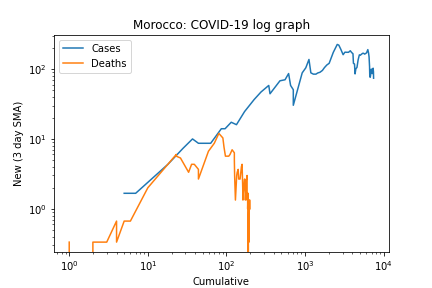 Morocco: COVID-19 log graph
Cases
Deaths
New (3 day SMA)
10²
10¹
10⁰
10⁰ 10¹ 10² 10³ 10⁴
Cumulative